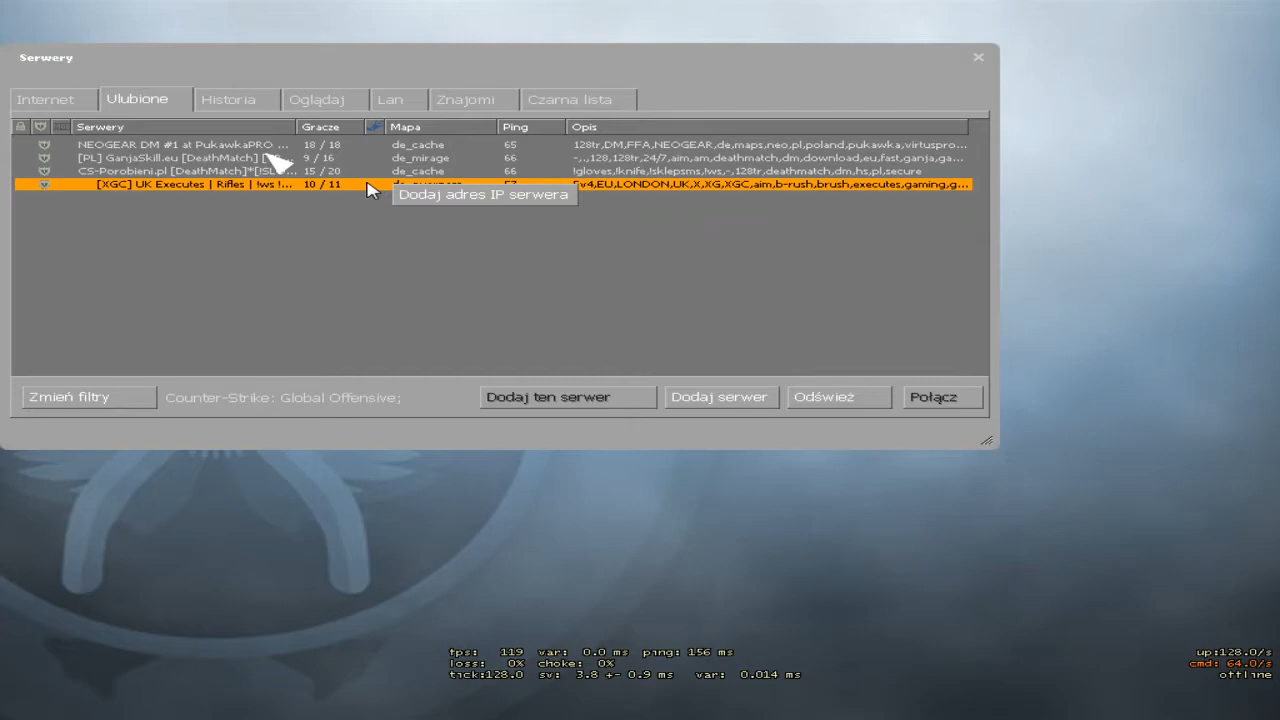 Serwery
Internet Ulubione Historia Oglądaj Lan Znajomi Czarna lista
Serwery Gracze Mapa Ping Opis
NEOGEAR DM #1 at PukawkaPRO ... 18 / 18 de_cache 65 128tr,DM,FFA,NEOGEAR,de,maps,neo,pl,poland,pukawka,virtuspro...
[PL] GanjaSkill.eu [DeathMatch] 9 / 16 de_mirage 66 -,.,128,128tr,24/7,aim,am,deathmatch,dm,download,eu,fast,ganja,ga...
CS-Porobieni.pl [DeathMatch]*[!SL 15 / 20 de_cache 66 !gloves,!knife,!sklepsms,!ws,-,128tr,deathmatch,dm,hs,pl,secure
[XGC] UK Executes | Rifles | !ws !... 10 / 11 v4,EU,LONDON,UK,X,XG,XGC,aim,b-rush,brush,executes,gaming,g...
Dodaj adres IP serwera
Zmień filtry Counter-Strike: Global Offensive; Dodaj ten serwer Dodaj serwer Odśwież Połącz
fps: 119 var: 0.0 ms ping: 156 ms
loss: 0% choke: 0%
tick:128.0 sv: 3.8 +- 0.9 ms var: 0.014 ms
up:128.0/s
cmd: 64.0/s
offline